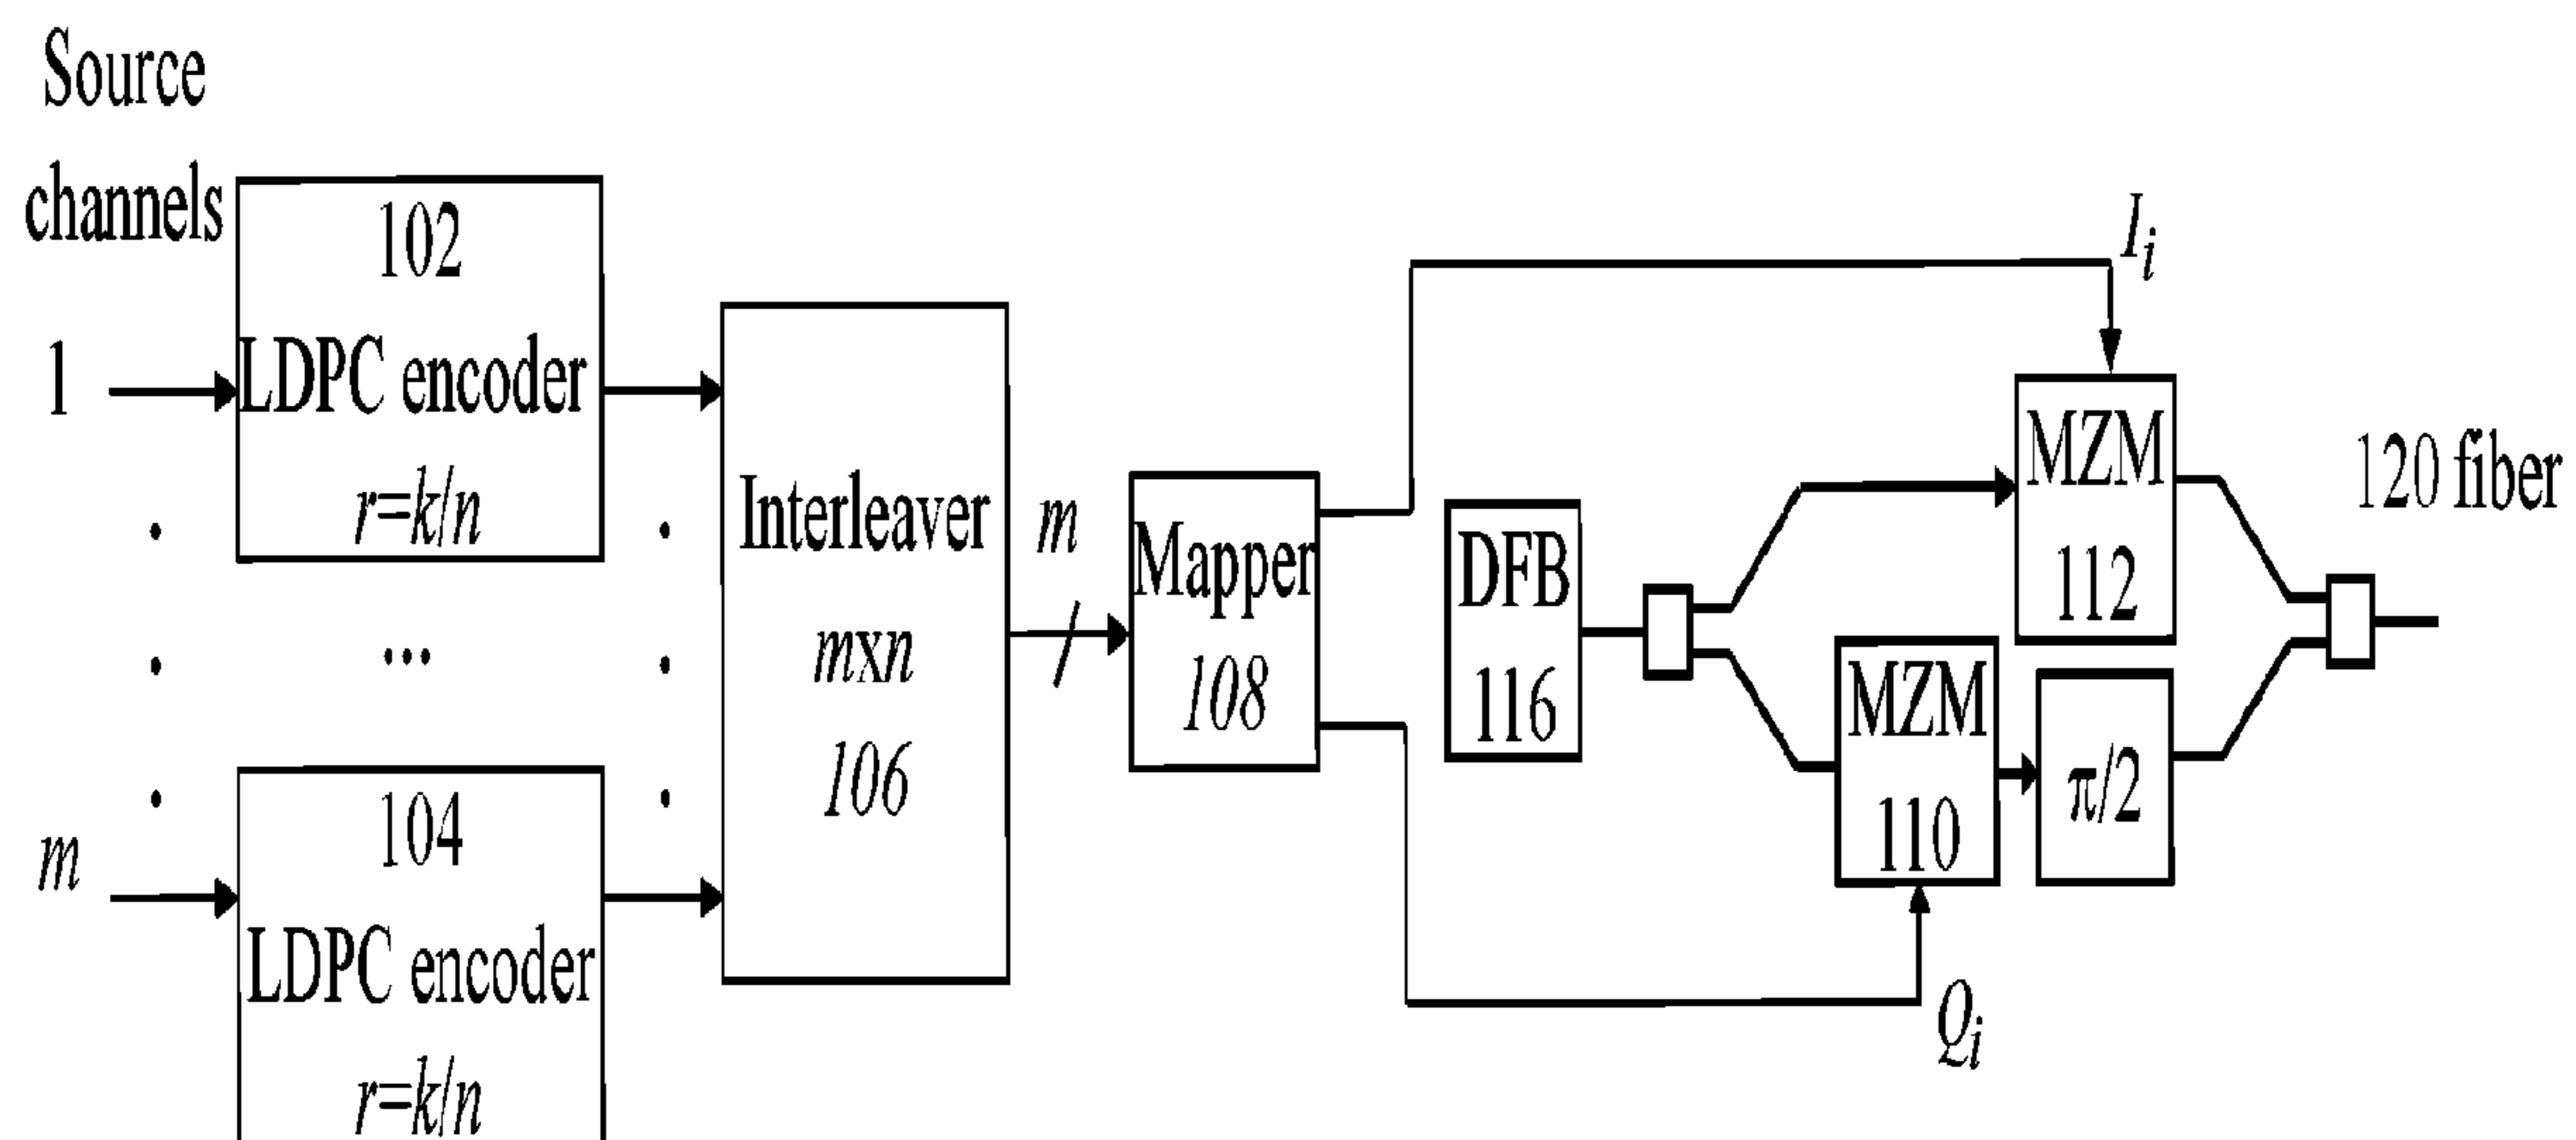 Source
channels
1
102
LDPC encoder
r=k/n
...
m
104
LDPC encoder
r=k/n
Interleaver
mxn
106
m
Mapper
108
I_i
Q_i
DFB
116
MZM
112
MZM
110
π/2
120 fiber